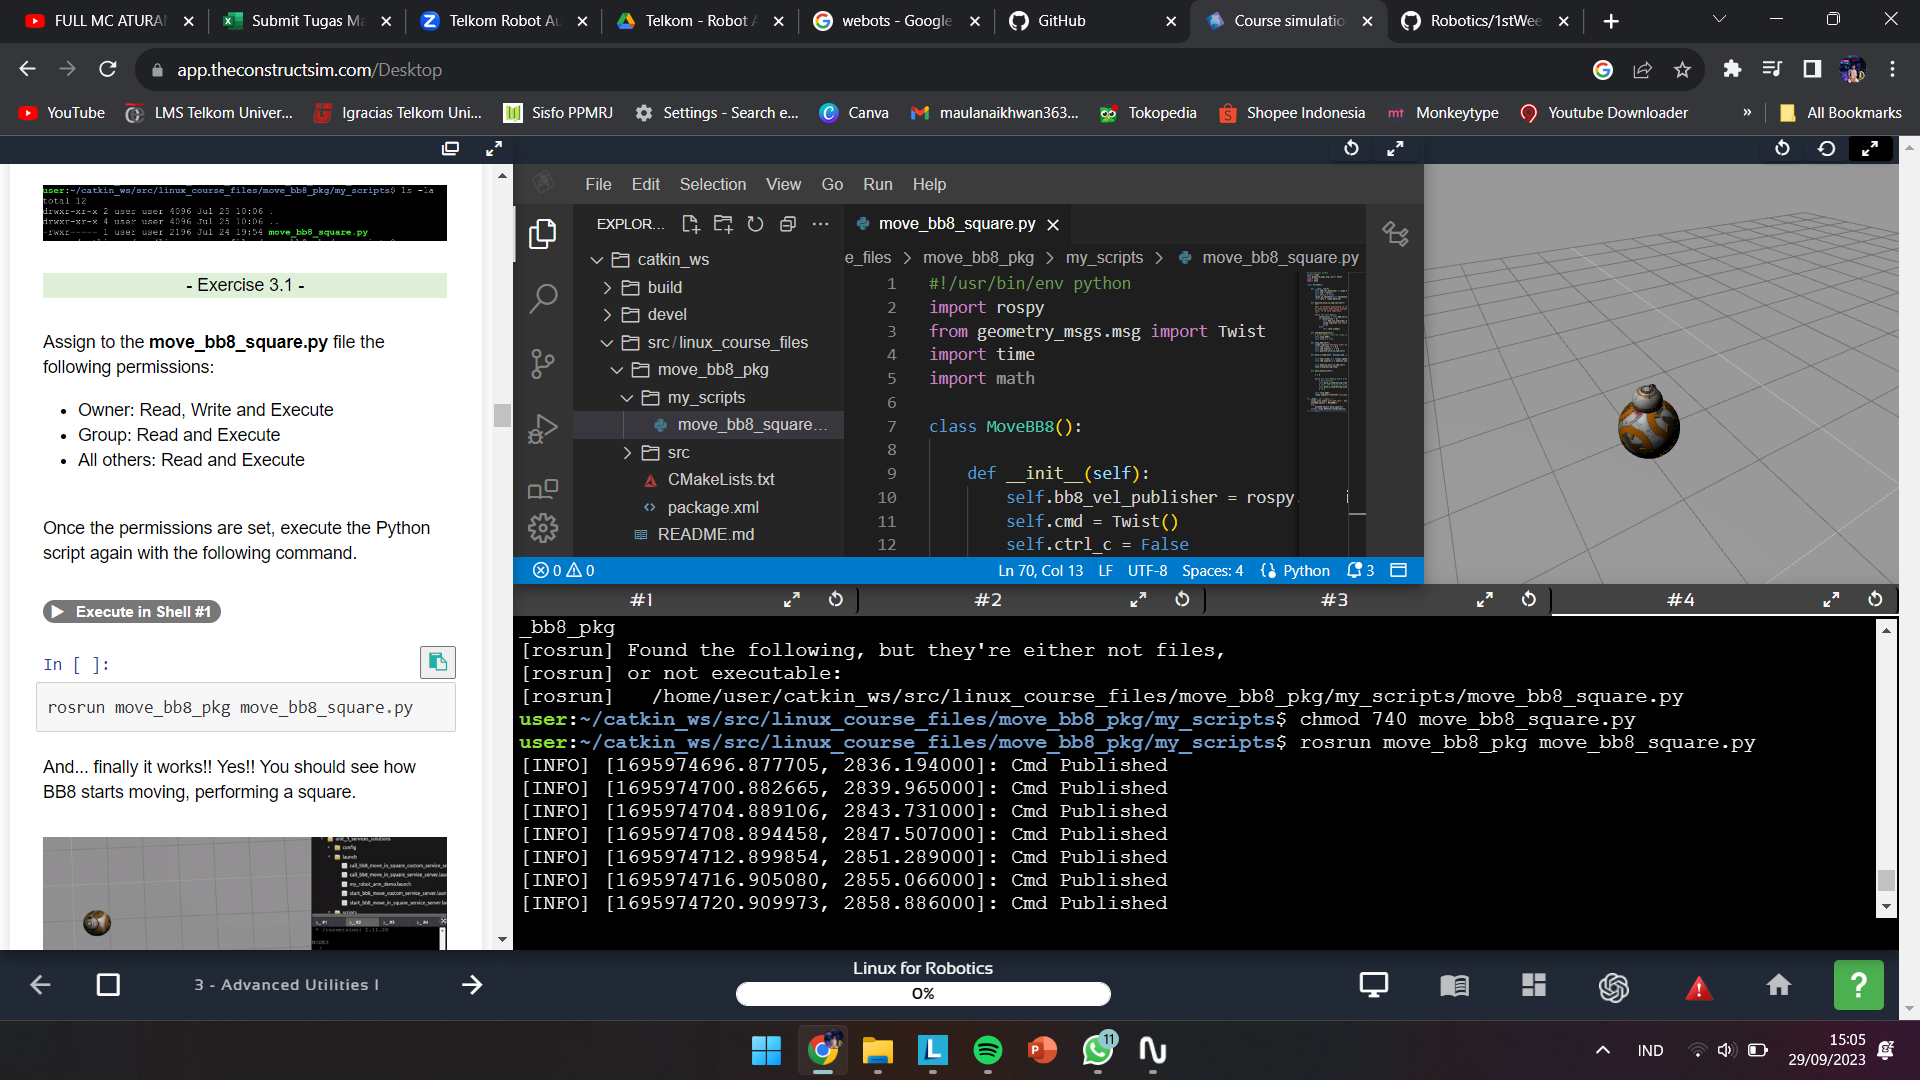 FULL MC ATURAN
Submit Tugas Ma
Telkom Robot Au
Telkom - Robot A
webots - Google
GitHub
Course simulatio
Robotics/1stWee
app.theconstructsim.com/Desktop
YouTube
LMS Telkom Univer...
Igracias Telkom Uni...
Sisfo PPMRJ
Settings - Search e...
Canva
maulanaikhwan363...
Tokopedia
Shopee Indonesia
mt Monkeytype
Youtube Downloader
»
All Bookmarks
user:~/catkin_ws/src/linux_course_files/move_bb8_pkg/my_scripts$ ls -la
total 12
drwxr-xr-x 2 user user 4096 Jul 25 10:06 .
drwxr-xr-x 4 user user 4096 Jul 25 10:06 ..
-rwxr----- 1 user user 2196 Jul 24 19:54 move_bb8_square.py
- Exercise 3.1 -
Assign to the move_bb8_square.py file the
following permissions:
• Owner: Read, Write and Execute
• Group: Read and Execute
• All others: Read and Execute
Once the permissions are set, execute the Python
script again with the following command.
Execute in Shell #1
In [ ]:
rosrun move_bb8_pkg move_bb8_square.py
And... finally it works!! Yes!! You should see how
BB8 starts moving, performing a square.
File Edit Selection View Go Run Help
EXPLOR...
catkin_ws
build
devel
src/linux_course_files
move_bb8_pkg
my_scripts
move_bb8_square...
src
CMakeLists.txt
package.xml
README.md
move_bb8_square.py
e_files > move_bb8_pkg > my_scripts > move_bb8_square.py
1 #!/usr/bin/env python
2 import rospy
3 from geometry_msgs.msg import Twist
4 import time
5 import math
6
7 class MoveBB8():
8
9 def __init__(self):
10 self.bb8_vel_publisher = rospy.
11 self.cmd = Twist()
12 self.ctrl_c = False
0 0
Ln 70, Col 13 LF UTF-8 Spaces: 4 Python 3
#1
#2
#3
#4
_bb8_pkg
[rosrun] Found the following, but they're either not files,
[rosrun] or not executable:
[rosrun]   /home/user/catkin_ws/src/linux_course_files/move_bb8_pkg/my_scripts/move_bb8_square.py
user:~/catkin_ws/src/linux_course_files/move_bb8_pkg/my_scripts$ chmod 740 move_bb8_square.py
user:~/catkin_ws/src/linux_course_files/move_bb8_pkg/my_scripts$ rosrun move_bb8_pkg move_bb8_square.py
[INFO] [1695974696.877705, 2836.194000]: Cmd Published
[INFO] [1695974700.882665, 2839.965000]: Cmd Published
[INFO] [1695974704.889106, 2843.731000]: Cmd Published
[INFO] [1695974708.894458, 2847.507000]: Cmd Published
[INFO] [1695974712.899854, 2851.289000]: Cmd Published
[INFO] [1695974716.905080, 2855.066000]: Cmd Published
[INFO] [1695974720.909973, 2858.886000]: Cmd Published
3 - Advanced Utilities I
Linux for Robotics
0%
?
11
IND
15:05
29/09/2023